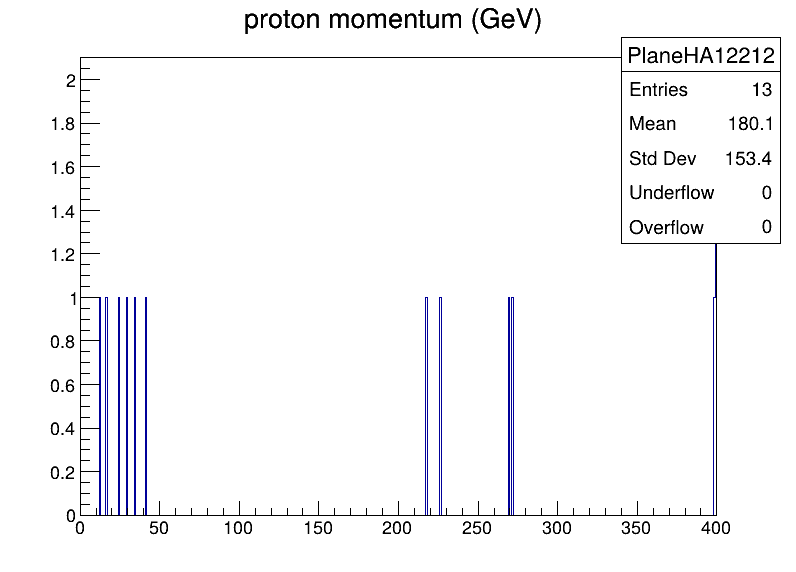 proton momentum (GeV)
PlaneHA12212
Entries 13
Mean 180.1
Std Dev 153.4
Underflow 0
Overflow 0
2
1.8
1.6
1.4
1.2
1
0.8
0.6
0.4
0.2
0
0 50 100 150 200 250 300 350 400